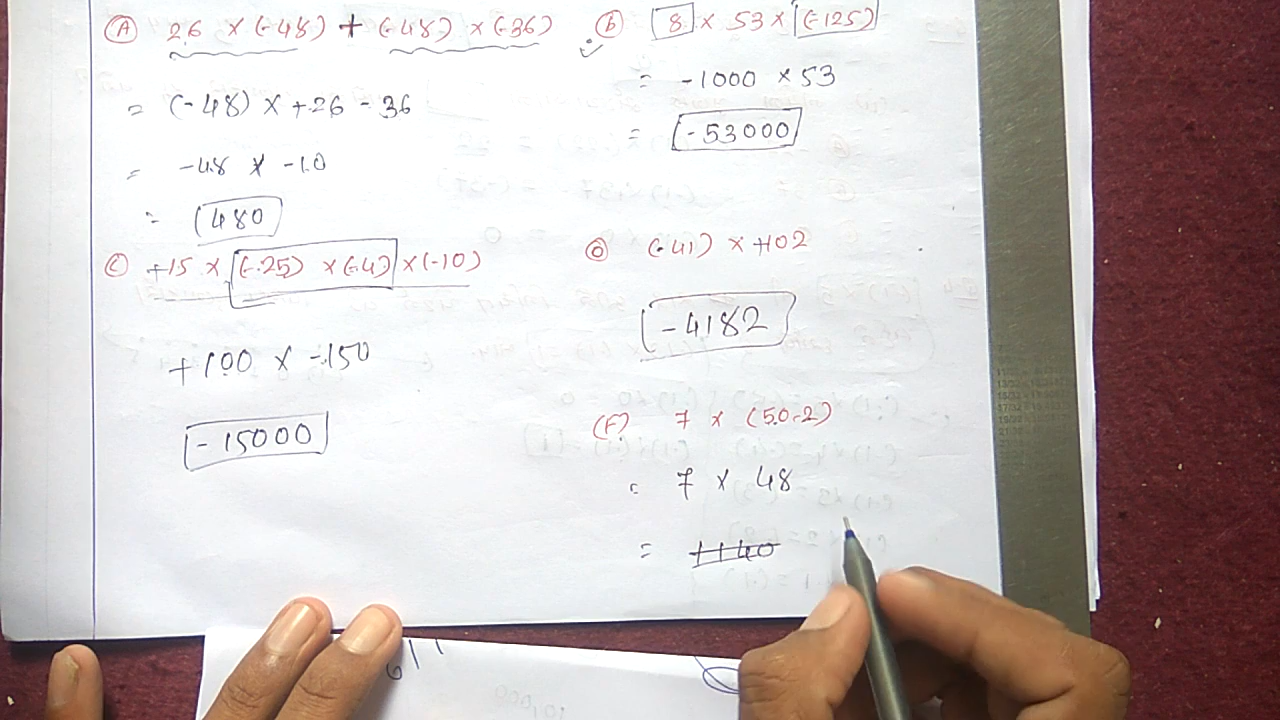 Ⓐ 26 × (-48) + (-48) × (-36)
= (-48) × +26 - 36
= -48 × -10
= 480
ⓑ 8 × 53 × (-125)
= -1000 × 53
= -53000
Ⓒ +15 × (-25) × (-4) × (-10)
+100 × -150
-15000
Ⓓ (-41) × +102
-4182
(F) 7 × (50-2)
= 7 × 48
=